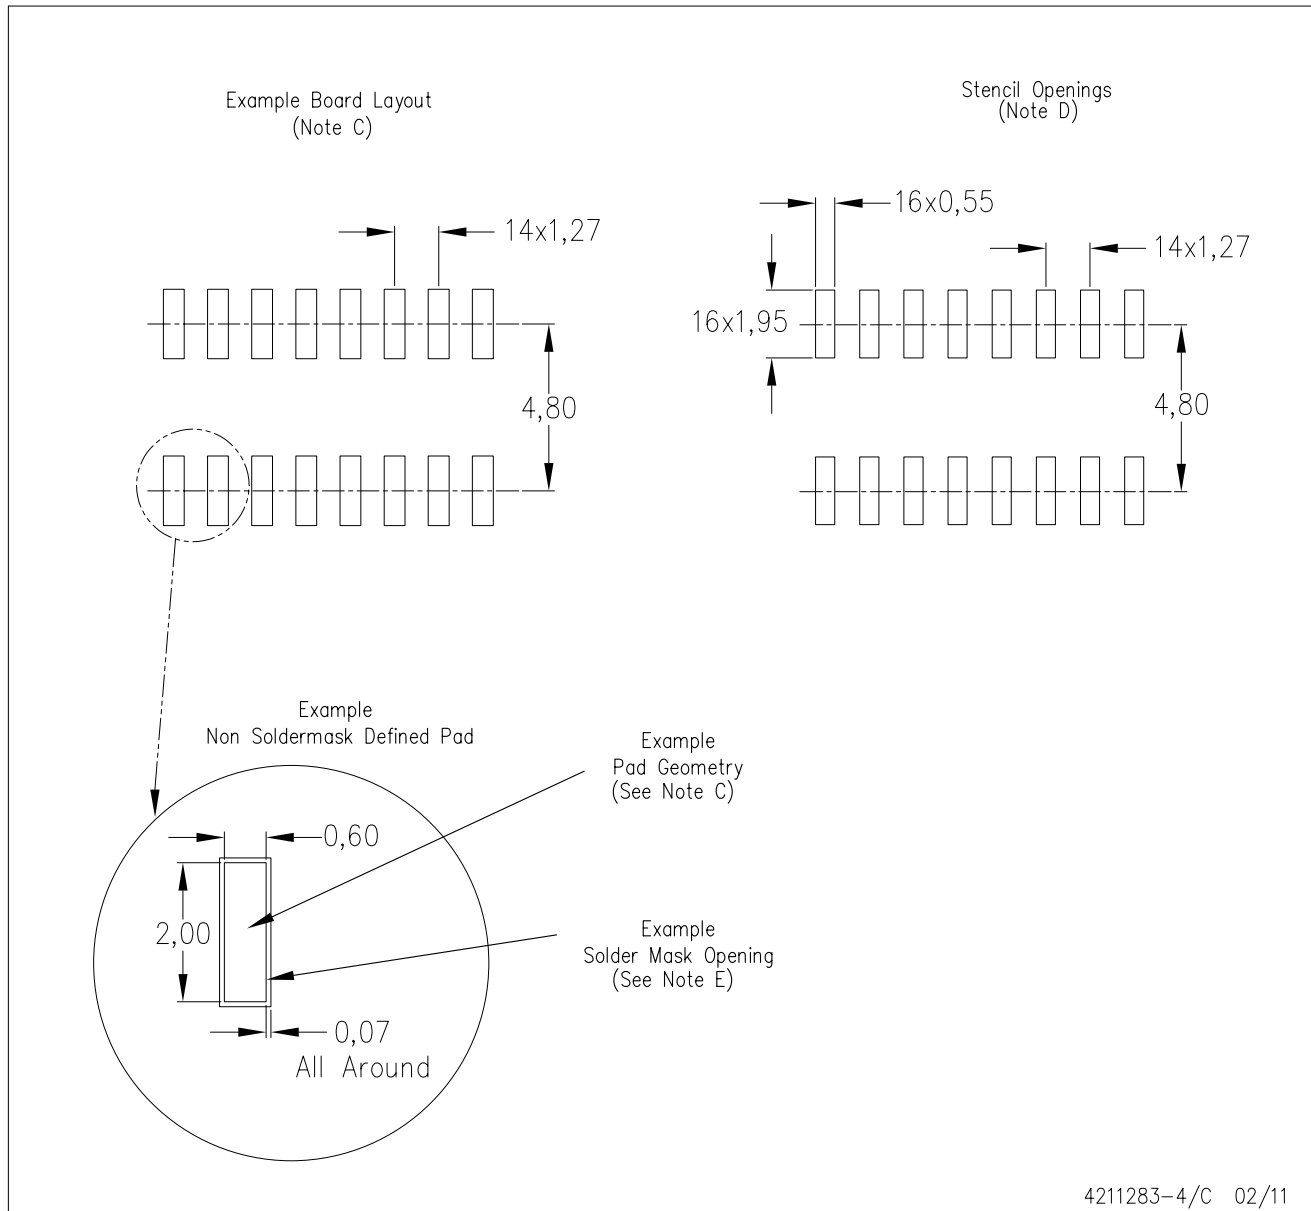 Example Board Layout
(Note C)
Stencil Openings
(Note D)
14x1,27
4,80
16x0,55
14x1,27
16x1,95
4,80
Example
Non Soldermask Defined Pad
Example
Pad Geometry
(See Note C)
0,60
2,00
Example
Solder Mask Opening
(See Note E)
0,07
All Around
4211283-4/C 02/11